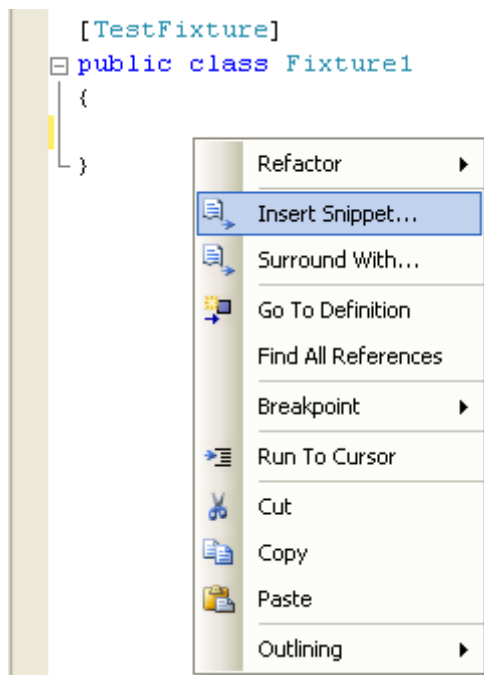 [TestFixture]
public class Fixture1
{
}
Refactor
Insert Snippet...
Surround With...
Go To Definition
Find All References
Breakpoint
Run To Cursor
Cut
Copy
Paste
Outlining